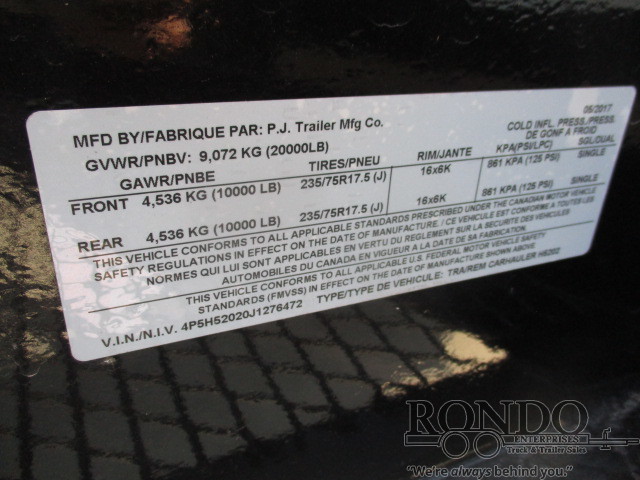 05/2017
MFD BY/FABRIQUE PAR: P.J. Trailer Mfg Co.
COLD INFL. PRESS./PRESS.
DE GONF A FROID
GVWR/PNBV: 9,072 KG (20000LB)
GAWR/PNBE TIRES/PNEU RIM/JANTE KPA(PSI/LPC) SGL/DUAL
FRONT 4,536 KG (10000 LB) 235/75R17.5 (J) 16x6K 861 KPA (125 PSI) SINGLE
REAR 4,536 KG (10000 LB) 235/75R17.5 (J) 16x6K 861 KPA (125 PSI) SINGLE
THIS VEHICLE CONFORMS TO ALL APPLICABLE STANDARDS PRESCRIBED UNDER THE CANADIAN MOTOR VEHICLE
SAFETY REGULATIONS IN EFFECT ON THE DATE OF MANUFACTURE / CE VEHICULE EST CONFORME A TOUTES LES
NORMES QUI LUI SONT APPLICABLES EN VERTU DU REGLEMENT SUR LA SECURITE DES VEHICULES
AUTOMOBILES DU CANADA EN VIGUEUR A LA DATE DE SA FABRICATION
THIS VEHICLE CONFORMS TO ALL APPLICABLE U.S. FEDERAL MOTOR VEHICLE SAFETY
STANDARDS (FMVSS) IN EFFECT ON THE DATE OF MANUFACTURE SHOWN ABOVE.
V.I.N./N.I.V. 4P5H52020J1276472 TYPE/TYPE DE VEHICULE: TRA/REM CARHAULER H5202
RONDO
ENTERPRISES
Truck & Trailer Sales
"We're always behind you."